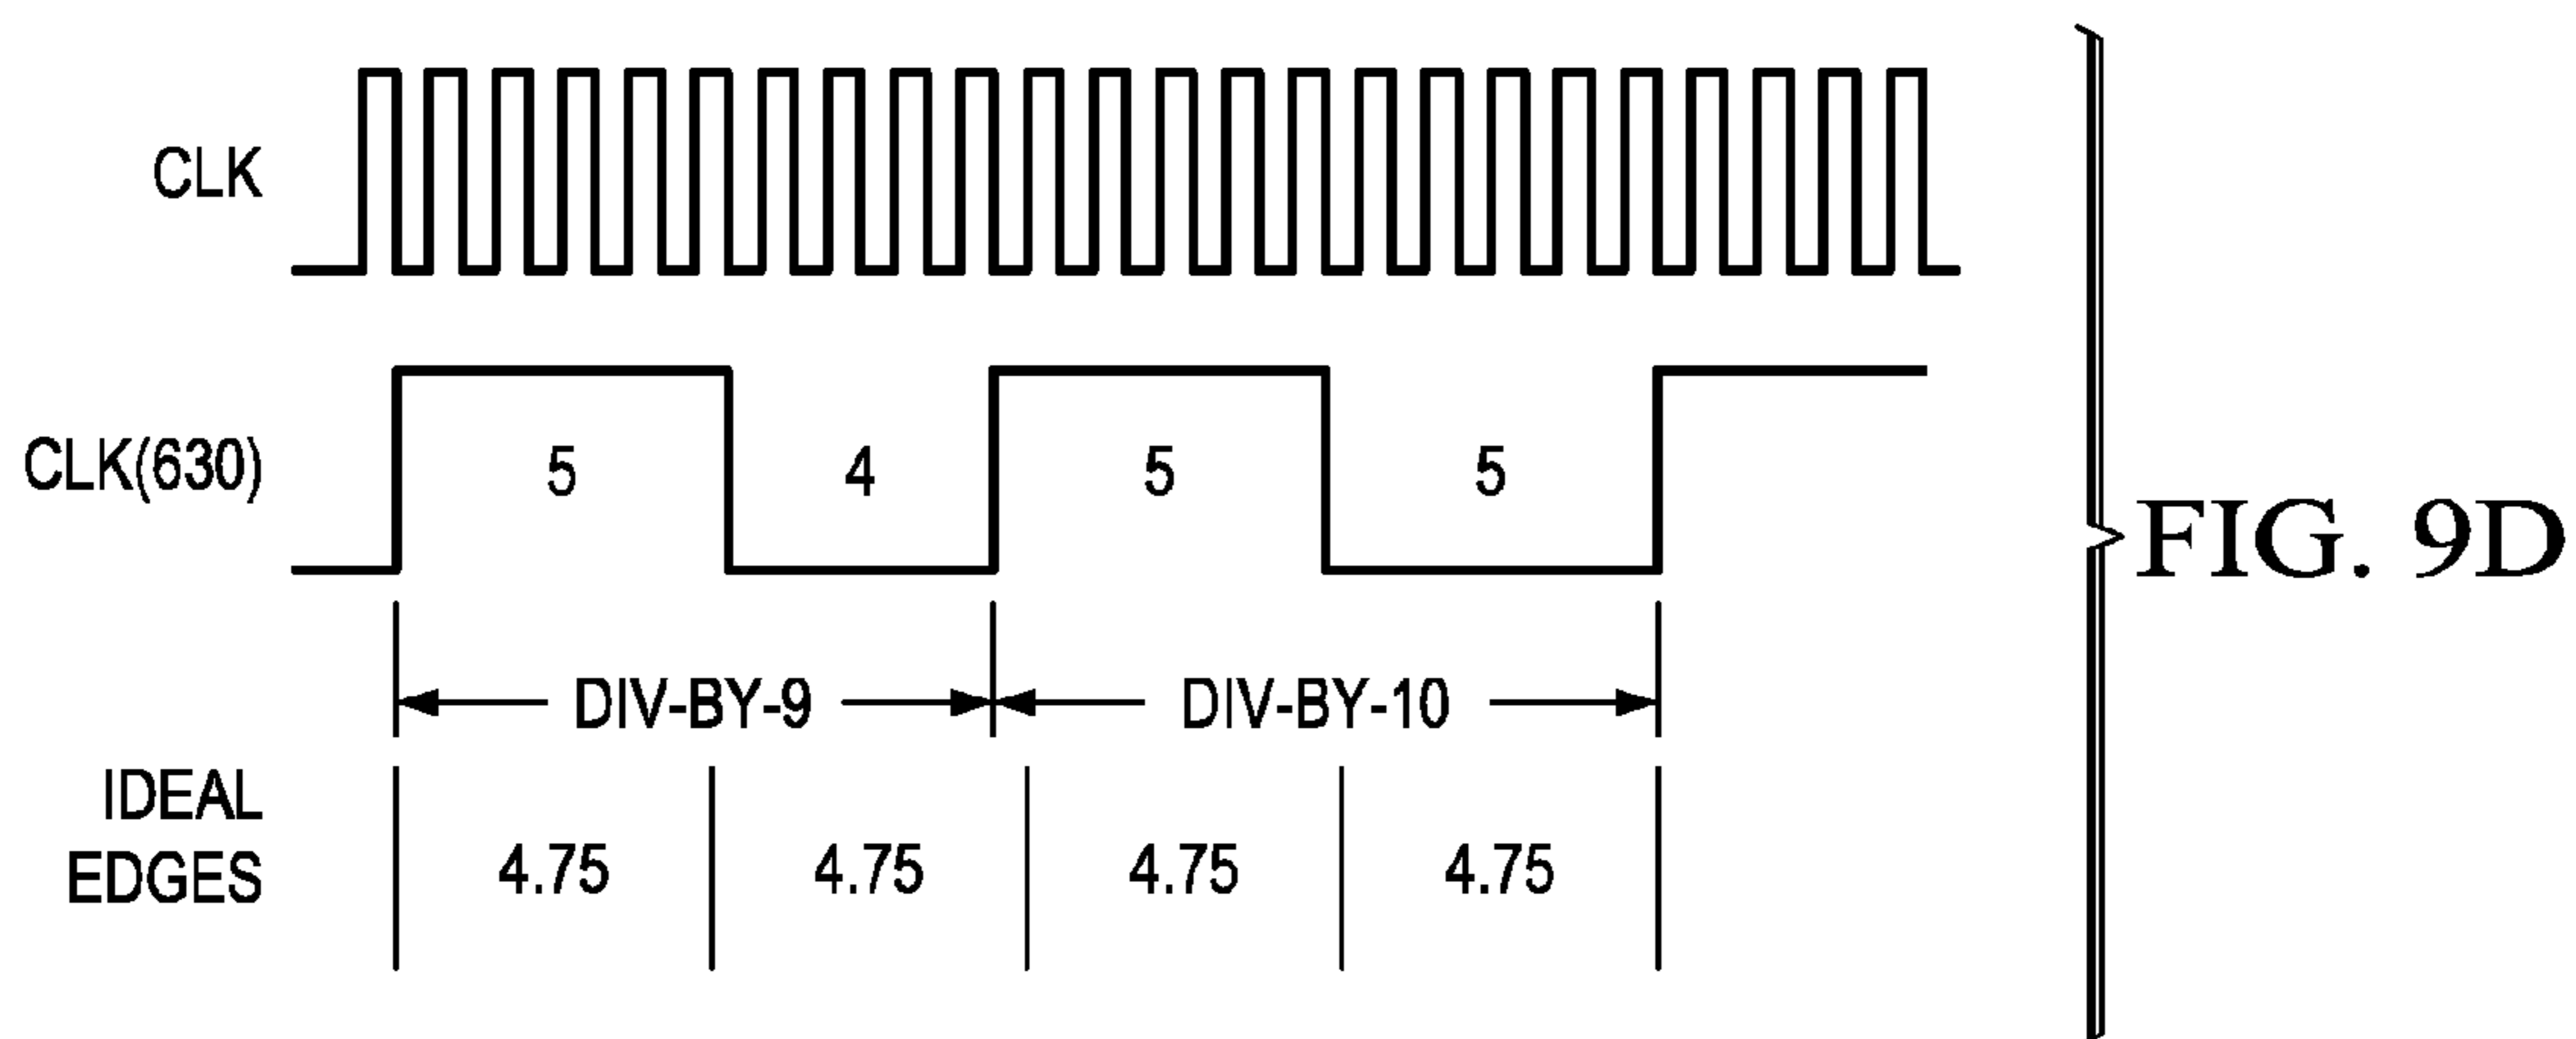 CLK
CLK(630)
5 4 5 5
DIV-BY-9 DIV-BY-10
IDEAL
EDGES
4.75 4.75 4.75 4.75
FIG. 9D